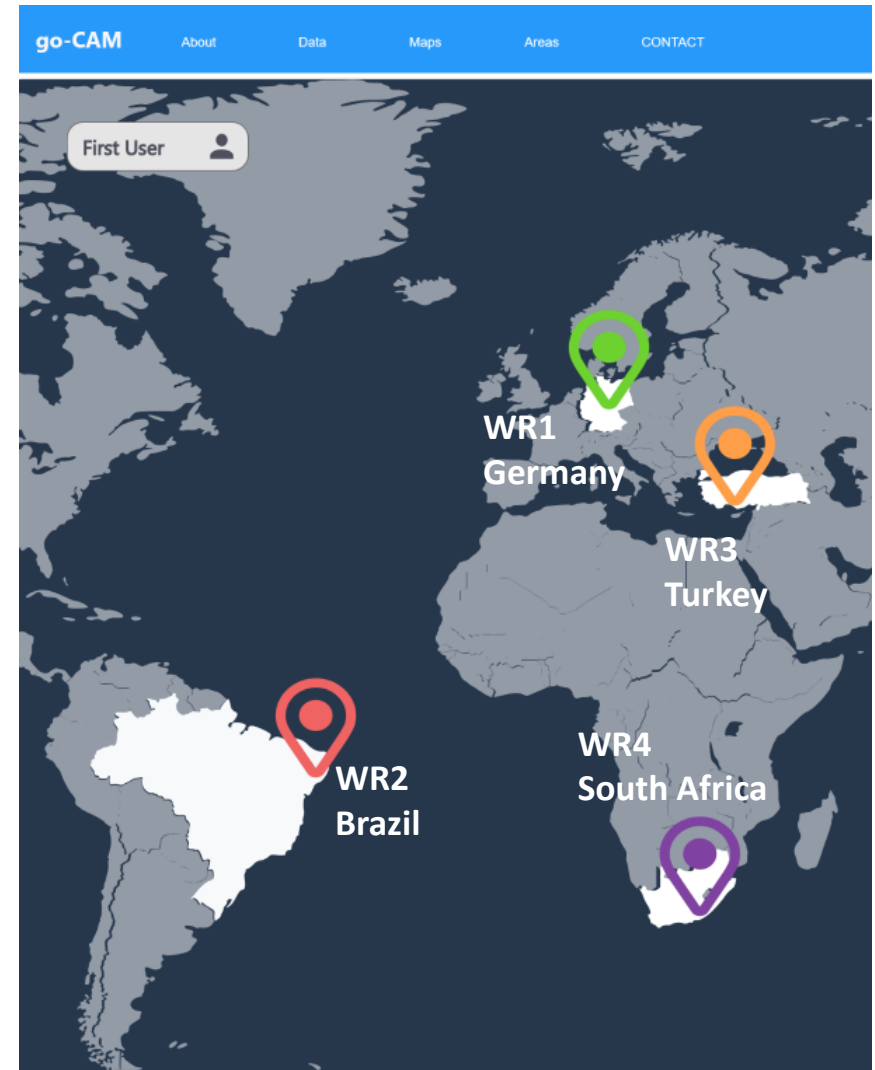 go-CAM About Data Maps Areas CONTACT
First User
WR1
Germany
WR3
Turkey
WR4
South Africa
WR2
Brazil